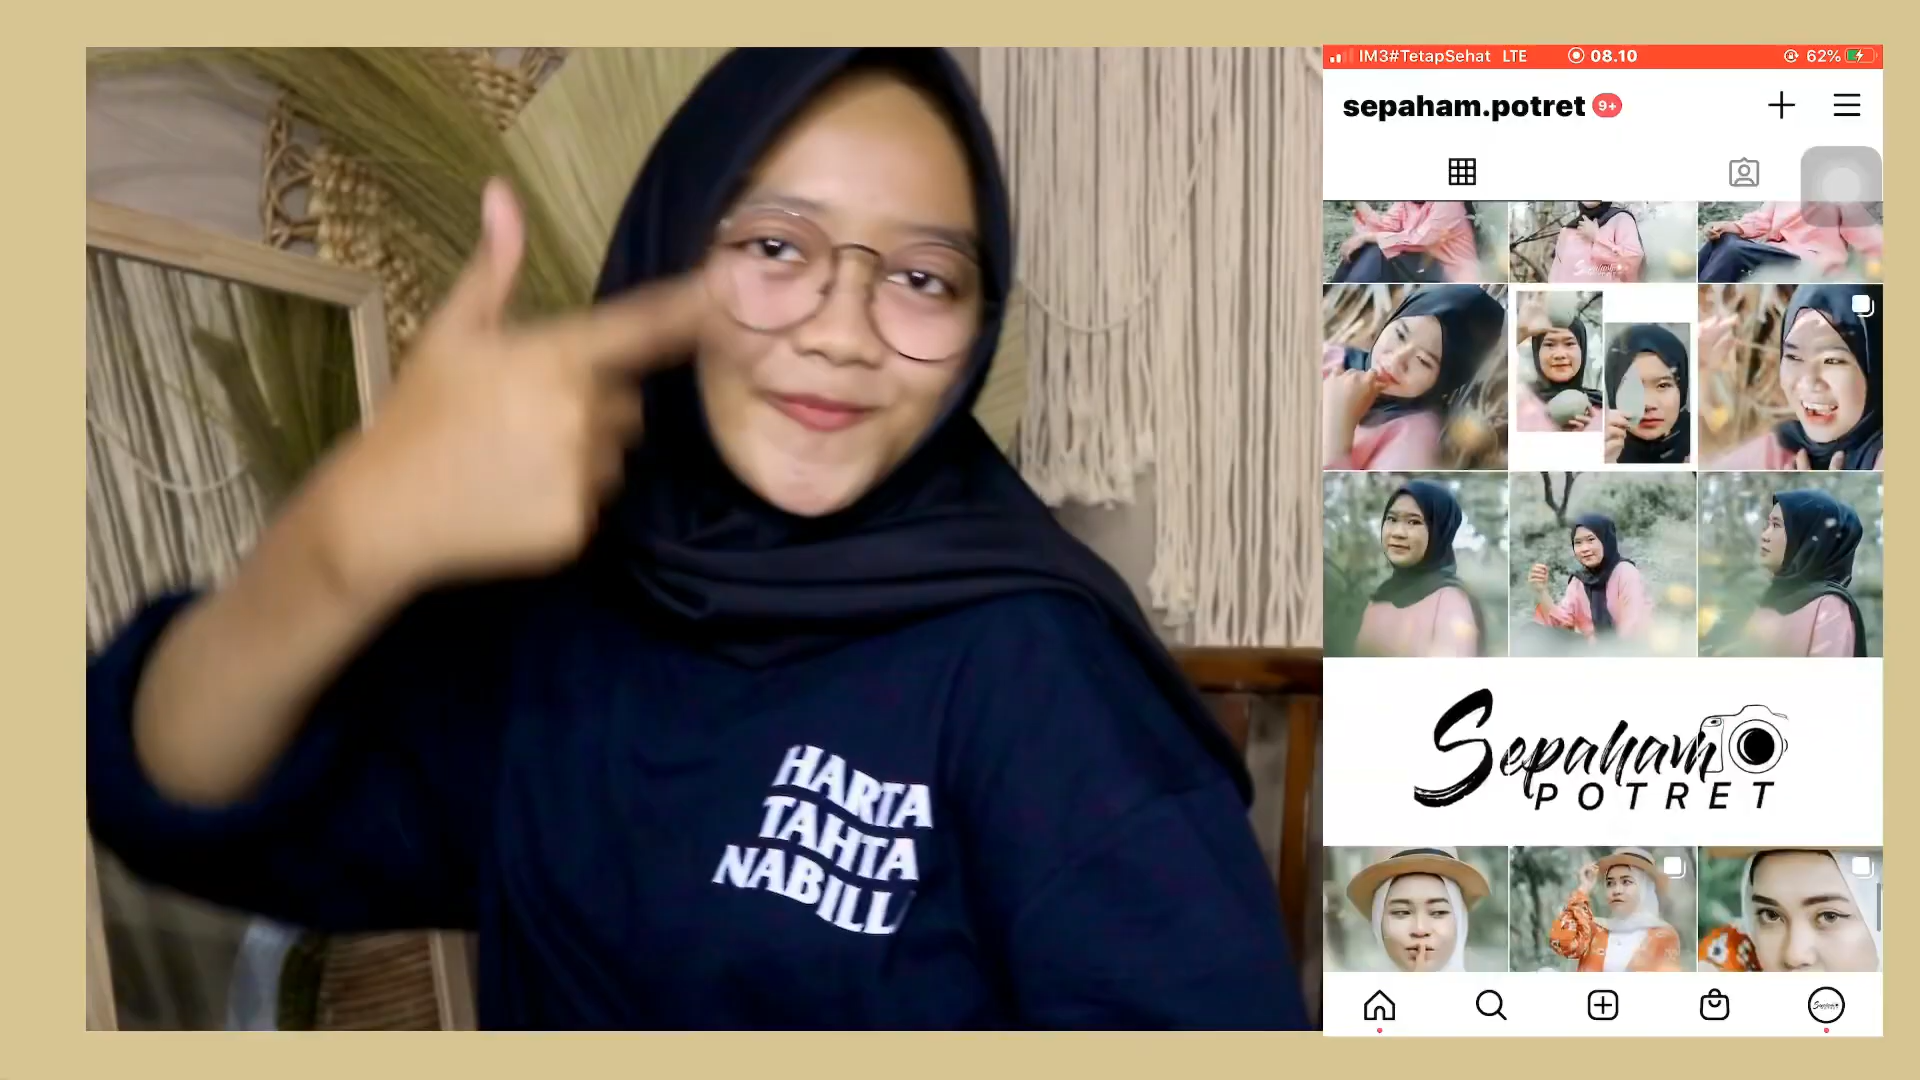 HARTA
TAHTA
NABILL
IM3#TetapSehat LTE
08.10
62%
sepaham.potret 9+
Sepaham
POTRET